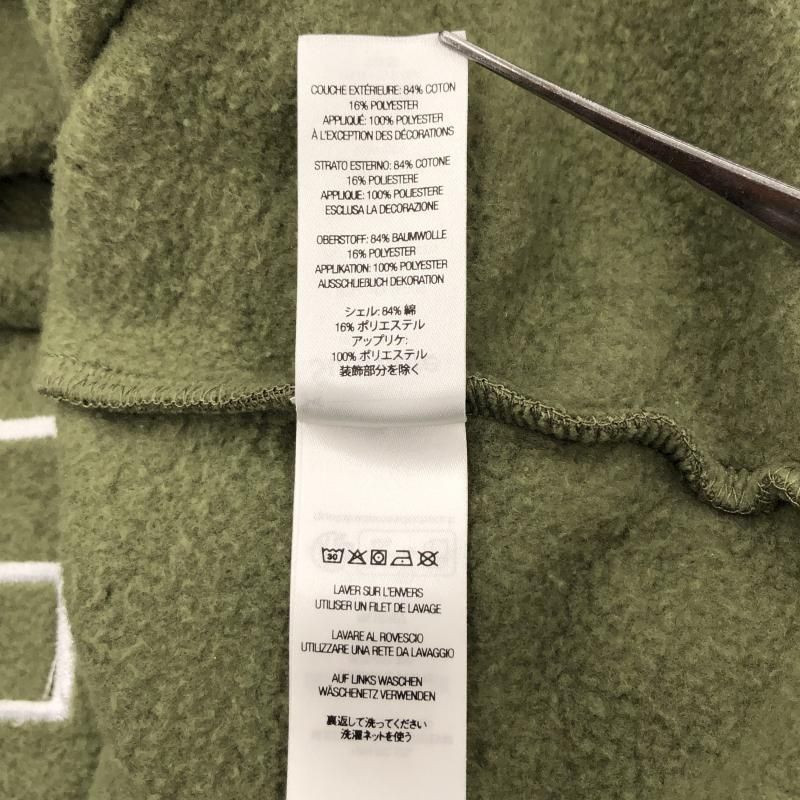 COUCHE EXTÉRIEURE: 84% COTON
16% POLYESTER
APPLIQUÉ: 100% POLYESTER
À L'EXCEPTION DES DÉCORATIONS
STRATO ESTERNO: 84% COTONE
16% POLIESTERE
APPLIQUE: 100% POLIESTERE
ESCLUSA LA DECORAZIONE
OBERSTOFF: 84% BAUMWOLLE
16% POLYESTER
APPLIKATION: 100% POLYESTER
AUSSCHLIEBLICH DEKORATION
シェル: 84% 綿
16% ポリエステル
アップリケ:
100% ポリエステル
装飾部分を除く
30
LAVER SUR L'ENVERS
UTILISER UN FILET DE LAVAGE
LAVARE AL ROVESCIO
UTILIZZARE UNA RETE DA LAVAGGIO
AUF LINKS WASCHEN
WÄSCHENETZ VERWENDEN
裏返して洗ってください
洗濯ネットを使う